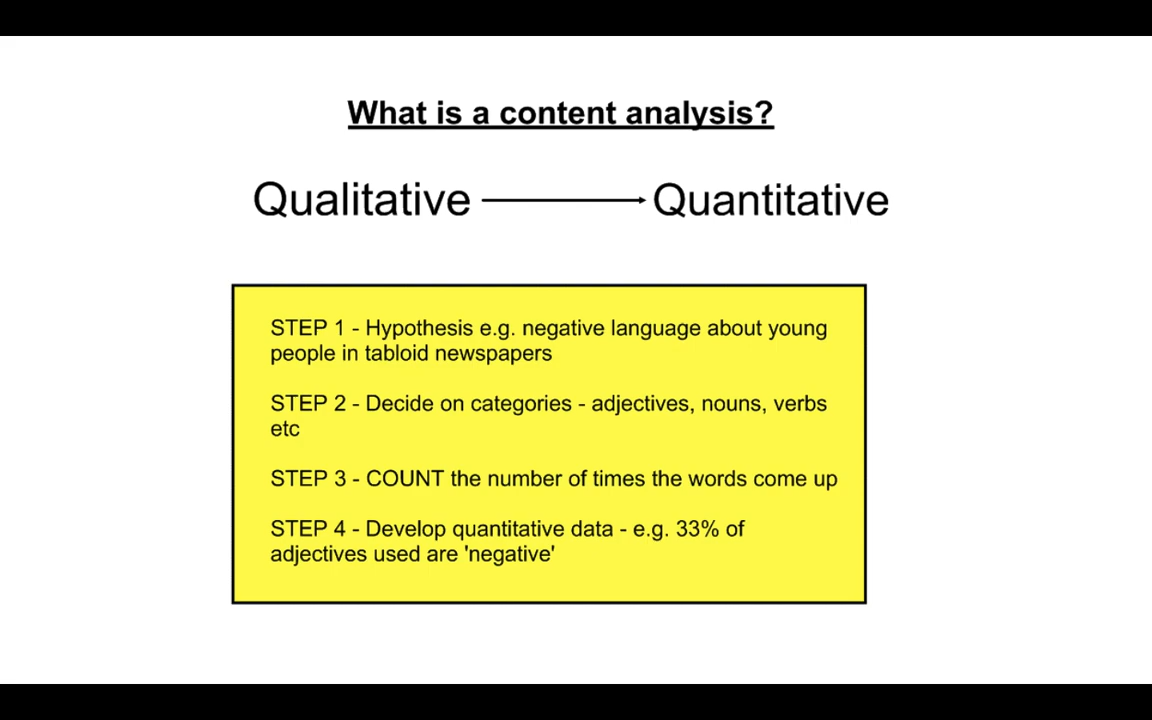 What is a content analysis?
Qualitative Quantitative
STEP 1 - Hypothesis e.g. negative language about young
people in tabloid newspapers
STEP 2 - Decide on categories - adjectives, nouns, verbs
etc
STEP 3 - COUNT the number of times the words come up
STEP 4 - Develop quantitative data - e.g. 33% of
adjectives used are 'negative'